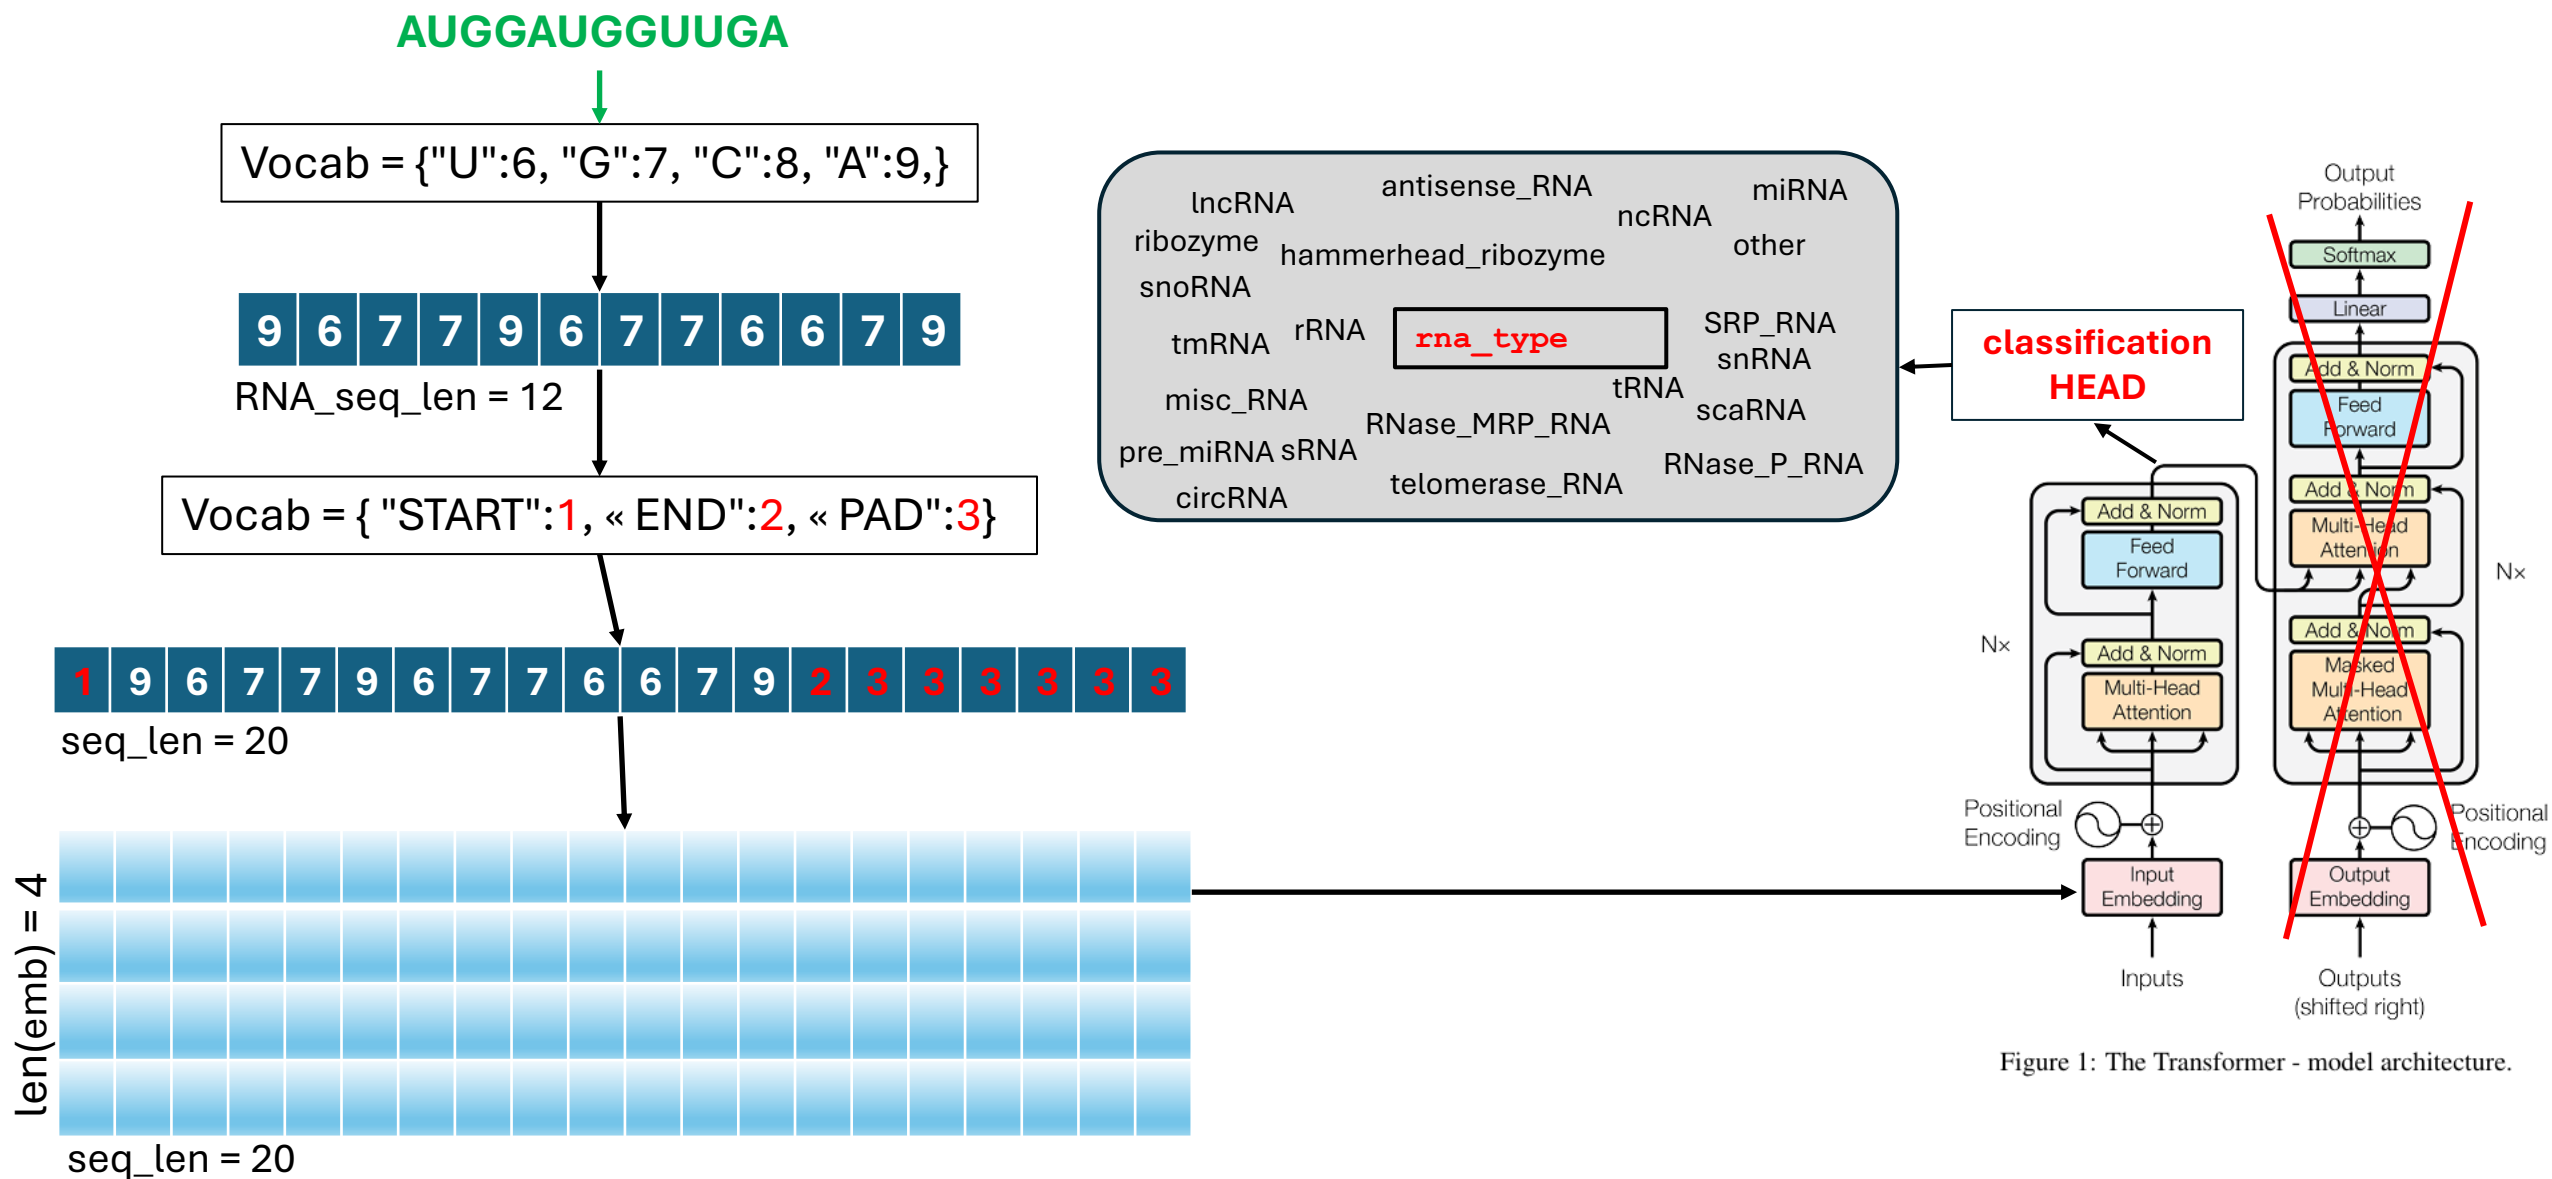 AUGGAUGGUUGA
Vocab = {"U":6, "G":7, "C":8, "A":9,}
9 6 7 7 9 6 7 7 6 6 7 9
RNA_seq_len = 12
Vocab = { "START":1, « END":2, « PAD":3}
1 9 6 7 7 9 6 7 7 6 6 7 9 2 3 3 3 3 3 3
seq_len = 20
len(emb) = 4
seq_len = 20
lncRNA
antisense_RNA
miRNA
ncRNA
ribozyme
hammerhead_ribozyme
other
snoRNA
tmRNA
rRNA
rna_type
SRP_RNA
snRNA
tRNA
misc_RNA
scaRNA
RNase_MRP_RNA
pre_miRNA
sRNA
RNase_P_RNA
circRNA
telomerase_RNA
classification
HEAD
Add & Norm
Feed
Forward
Nx
Add & Norm
Multi-Head
Attention
Positional
Encoding
Input
Embedding
Inputs
Output
Probabilities
Softmax
Linear
Add & Norm
Feed
Forward
Add & Norm
Multi-Head
Attention
Nx
Add & Norm
Masked
Multi-Head
Attention
Positional
Encoding
Output
Embedding
Outputs
(shifted right)
Figure 1: The Transformer - model architecture.